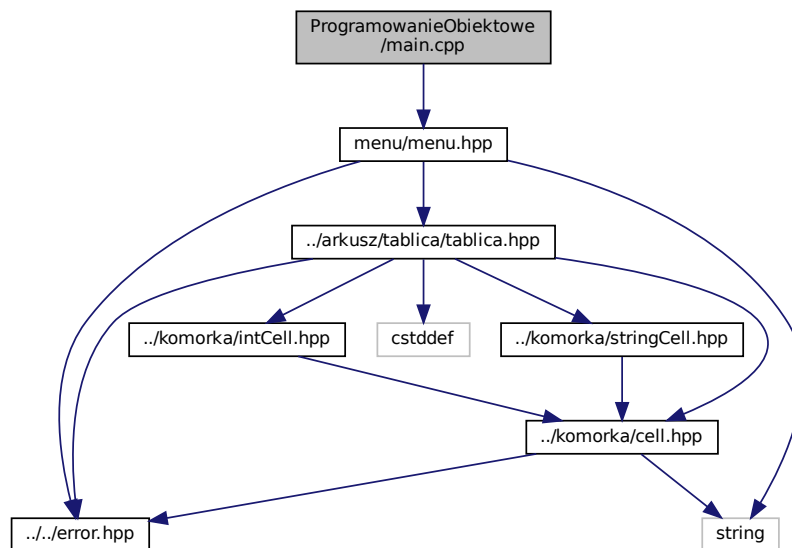 ProgramowanieObiektowe
/main.cpp
menu/menu.hpp
../arkusz/tablica/tablica.hpp
../komorka/intCell.hpp
cstddef
../komorka/stringCell.hpp
../komorka/cell.hpp
../../error.hpp
string